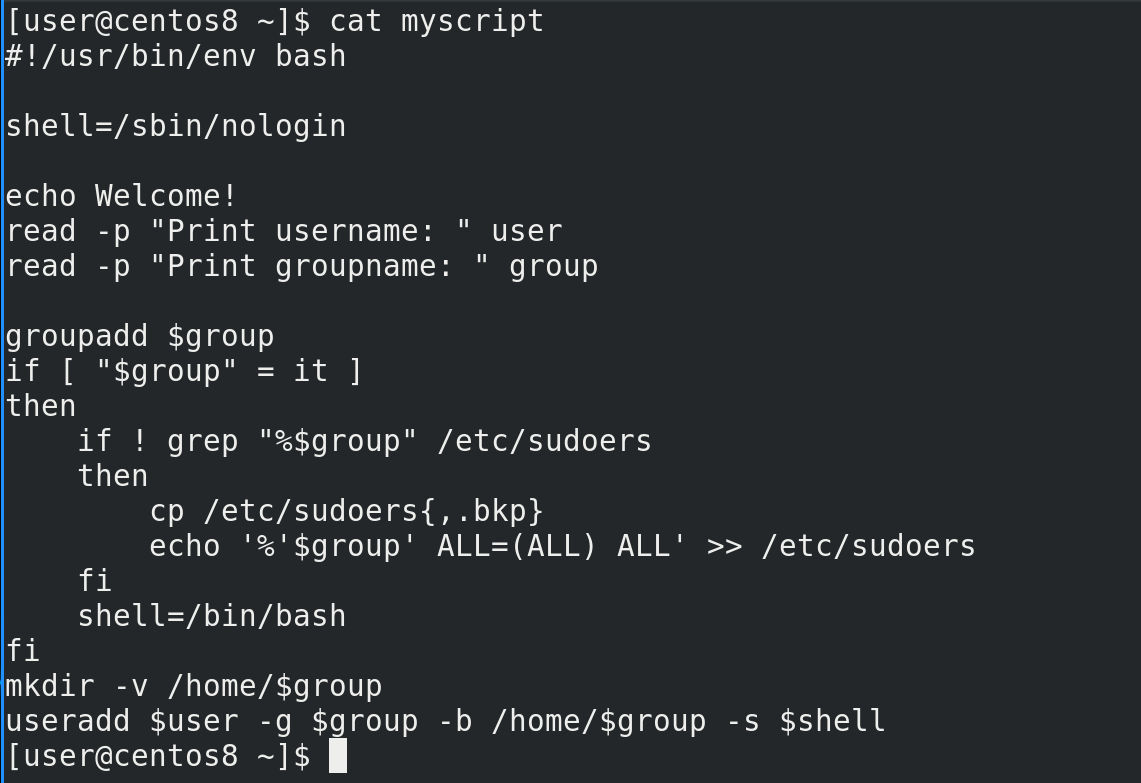 [user@centos8 ~]$ cat myscript
#!/usr/bin/env bash

shell=/sbin/nologin

echo Welcome!
read -p "Print username: " user
read -p "Print groupname: " group

groupadd $group
if [ "$group" = it ]
then
    if ! grep "%$group" /etc/sudoers
    then
        cp /etc/sudoers{,.bkp}
        echo '%'$group' ALL=(ALL) ALL' >> /etc/sudoers
    fi
    shell=/bin/bash
fi
mkdir -v /home/$group
useradd $user -g $group -b /home/$group -s $shell
[user@centos8 ~]$